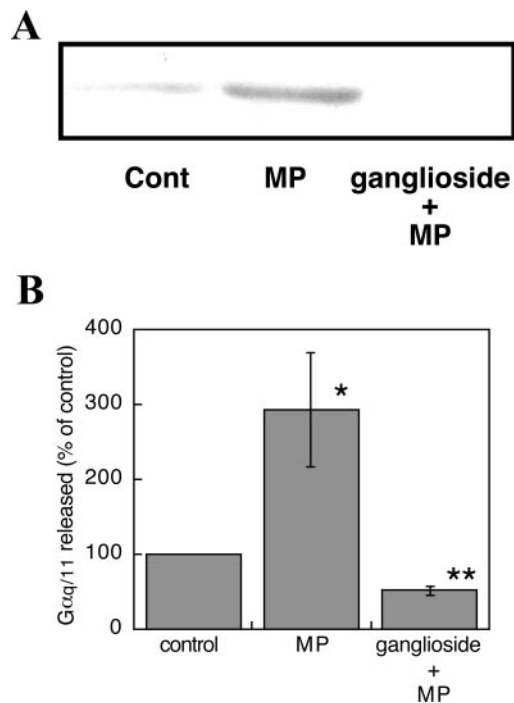 A
Cont MP ganglioside
+
MP
B
Gαq/11 released (% of control)
400
300
200
100
0
*
**
control MP ganglioside
+
MP